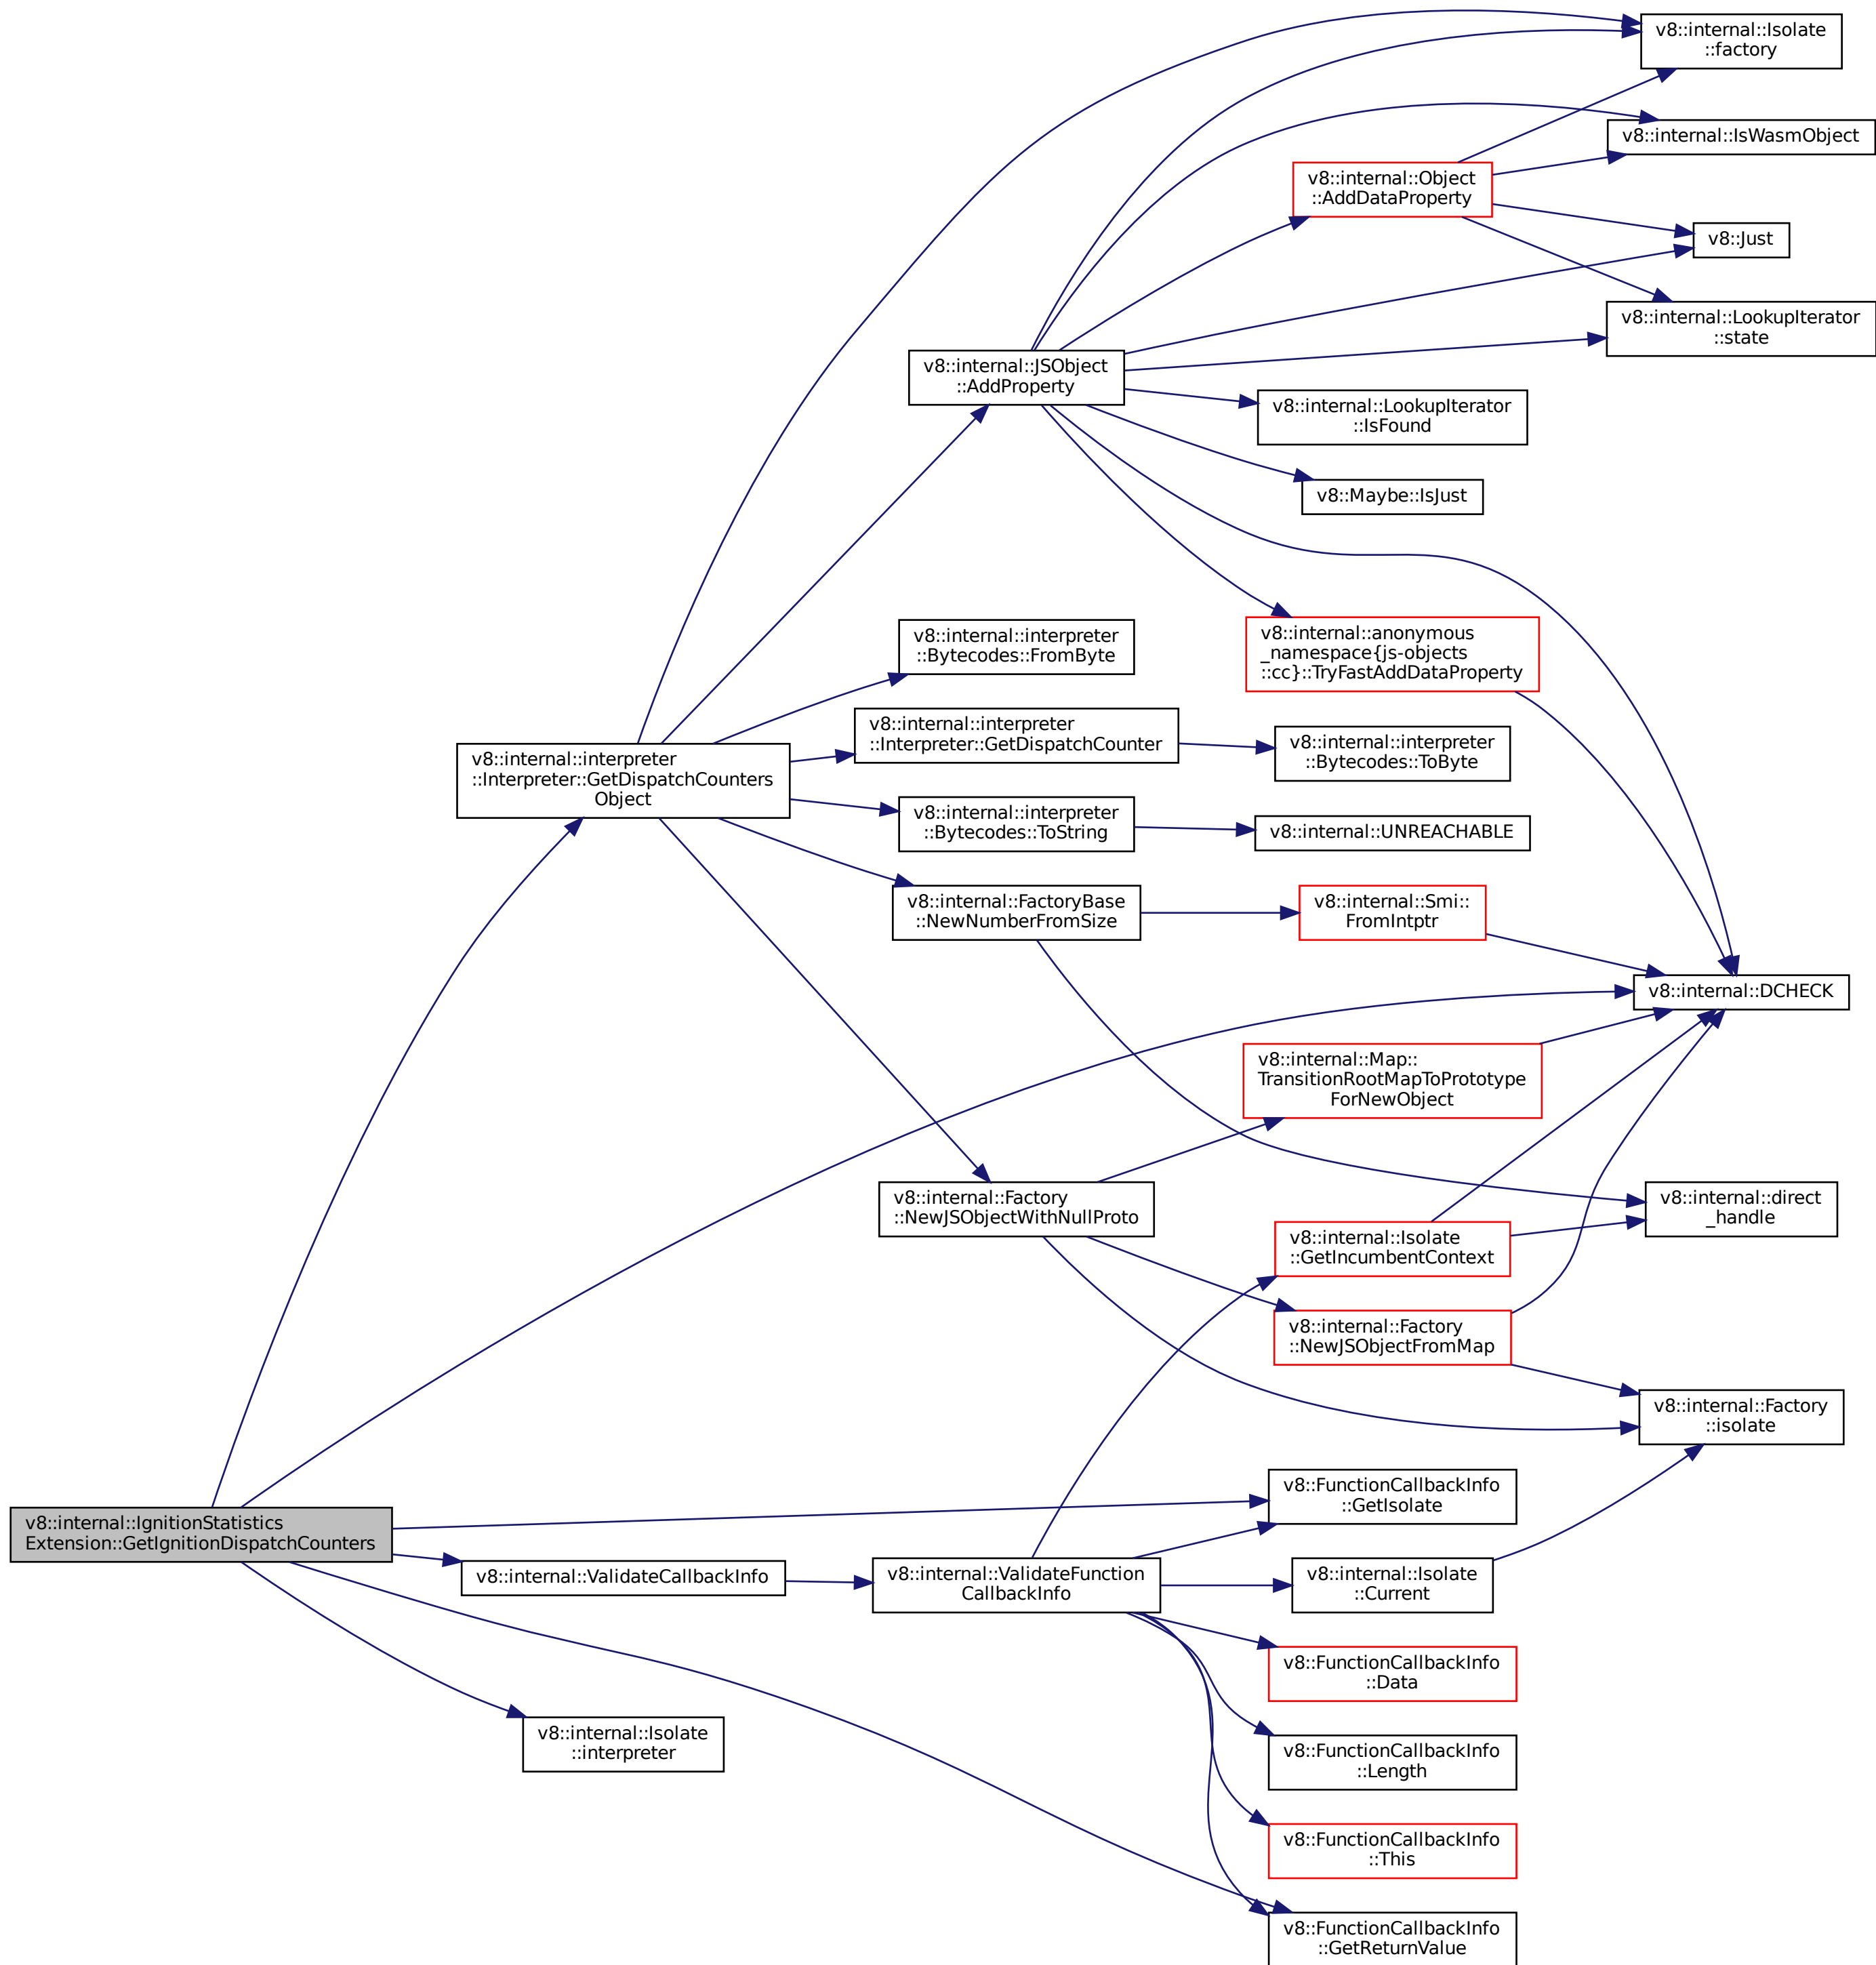 v8::internal::Isolate
::factory
v8::internal::IsWasmObject
v8::internal::Object
::AddDataProperty
v8::Just
v8::internal::LookupIterator
::state
v8::internal::JSObject
::AddProperty
v8::internal::LookupIterator
::IsFound
v8::Maybe::IsJust
v8::internal::interpreter
::Bytecodes::FromByte
v8::internal::anonymous
_namespace{js-objects
::cc}::TryFastAddDataProperty
v8::internal::interpreter
::Interpreter::GetDispatchCounter
v8::internal::interpreter
::Bytecodes::ToByte
v8::internal::interpreter
::Interpreter::GetDispatchCounters
Object
v8::internal::interpreter
::Bytecodes::ToString
v8::internal::UNREACHABLE
v8::internal::FactoryBase
::NewNumberFromSize
v8::internal::Smi::
FromIntptr
v8::internal::DCHECK
v8::internal::Map::
TransitionRootMapToPrototype
ForNewObject
v8::internal::Factory
::NewJSObjectWithNullProto
v8::internal::direct
_handle
v8::internal::Isolate
::GetIncumbentContext
v8::internal::Factory
::NewJSObjectFromMap
v8::internal::Factory
::isolate
v8::FunctionCallbackInfo
::GetIsolate
v8::internal::IgnitionStatistics
Extension::GetIgnitionDispatchCounters
v8::internal::ValidateCallbackInfo
v8::internal::ValidateFunction
CallbackInfo
v8::internal::Isolate
::Current
v8::FunctionCallbackInfo
::Data
v8::internal::Isolate
::interpreter
v8::FunctionCallbackInfo
::Length
v8::FunctionCallbackInfo
::This
v8::FunctionCallbackInfo
::GetReturnValue